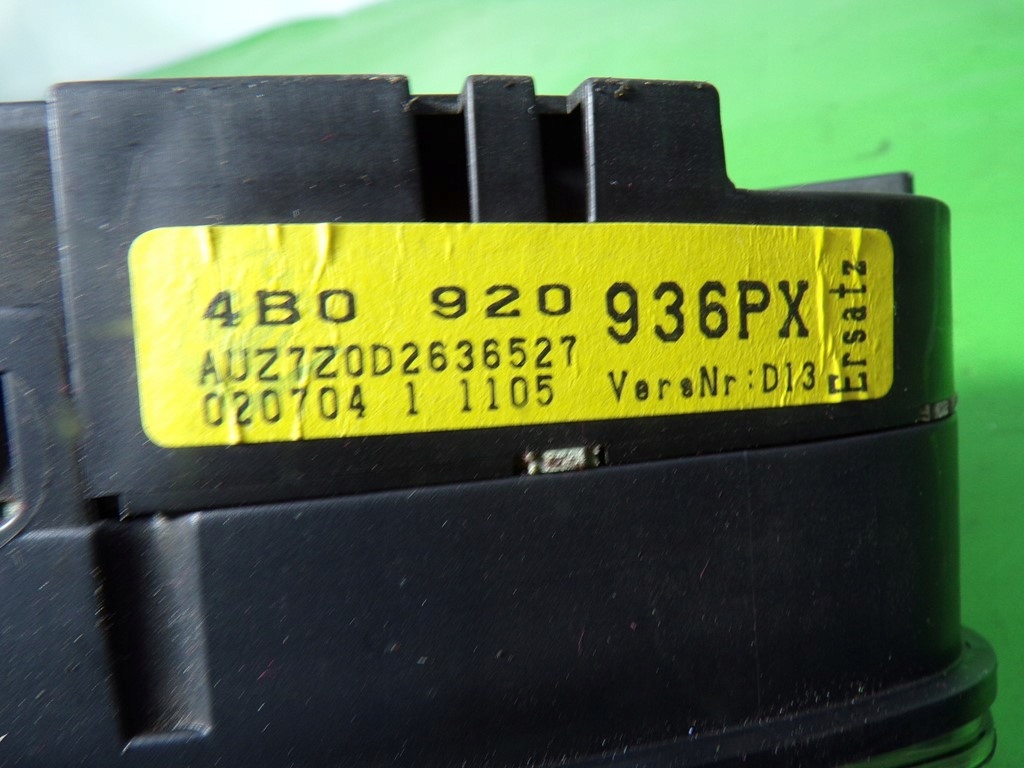 4B0 920 936PX
AUZ7Z0D2636527
020704 1 1105 VersNr:D13
Ersatz